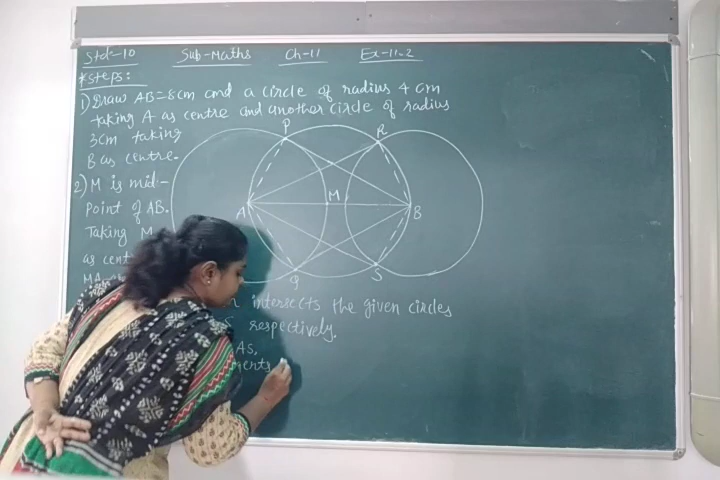 Std-10 Sub-Maths Ch-11 Ex-11.2
*Steps:
1) Draw AB=8cm and a circle of radius 4 cm
taking A as centre and another circle of radius
3cm taking
B as centre.
2) M is mid-
Point of AB.
Taking M
as cent
P R
A M B
Q S
intersects the given circles
respectively.
AS,